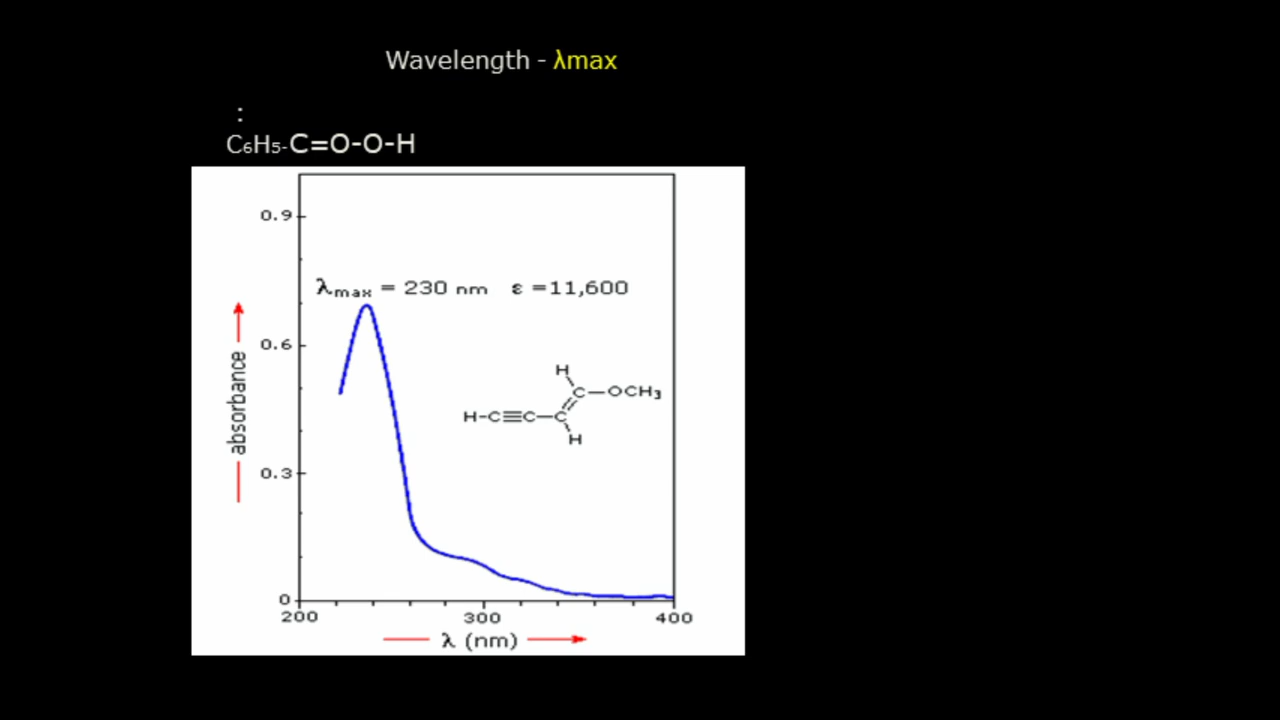 Wavelength - λmax
:
C₆H₅-C=O-O-H
0.9
λmax = 230 nm ε =11,600
0.6
H
C-OCH₃
H-C≡C-C
H
absorbance
0.3
0
200 300 400
λ (nm)